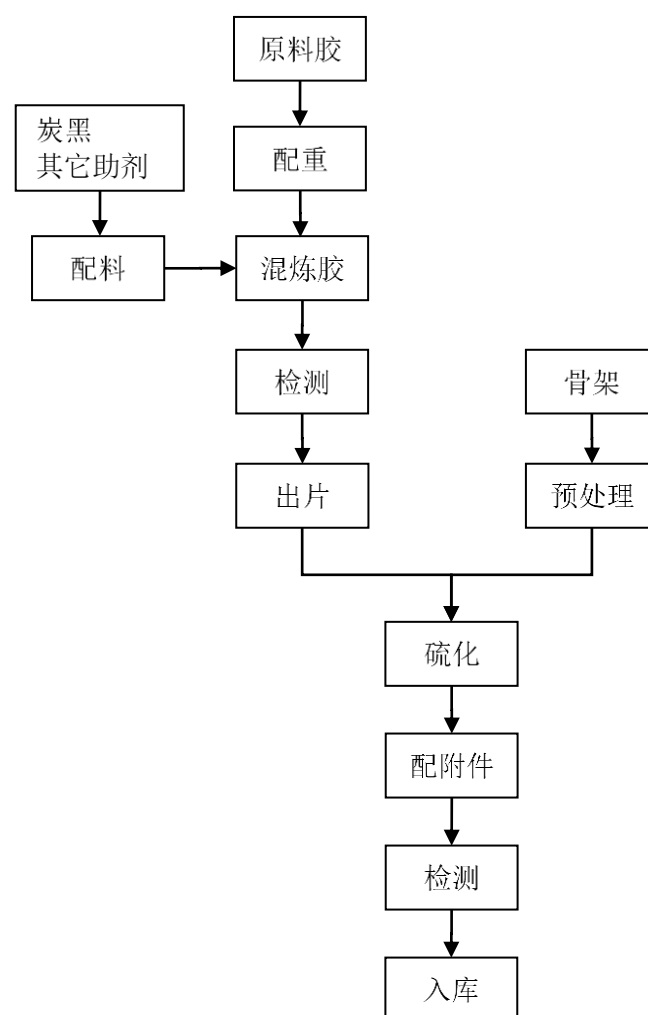 原料胶
炭黑
其它助剂
配重
配料
混炼胶
检测
骨架
出片
预处理
硫化
配附件
检测
入库